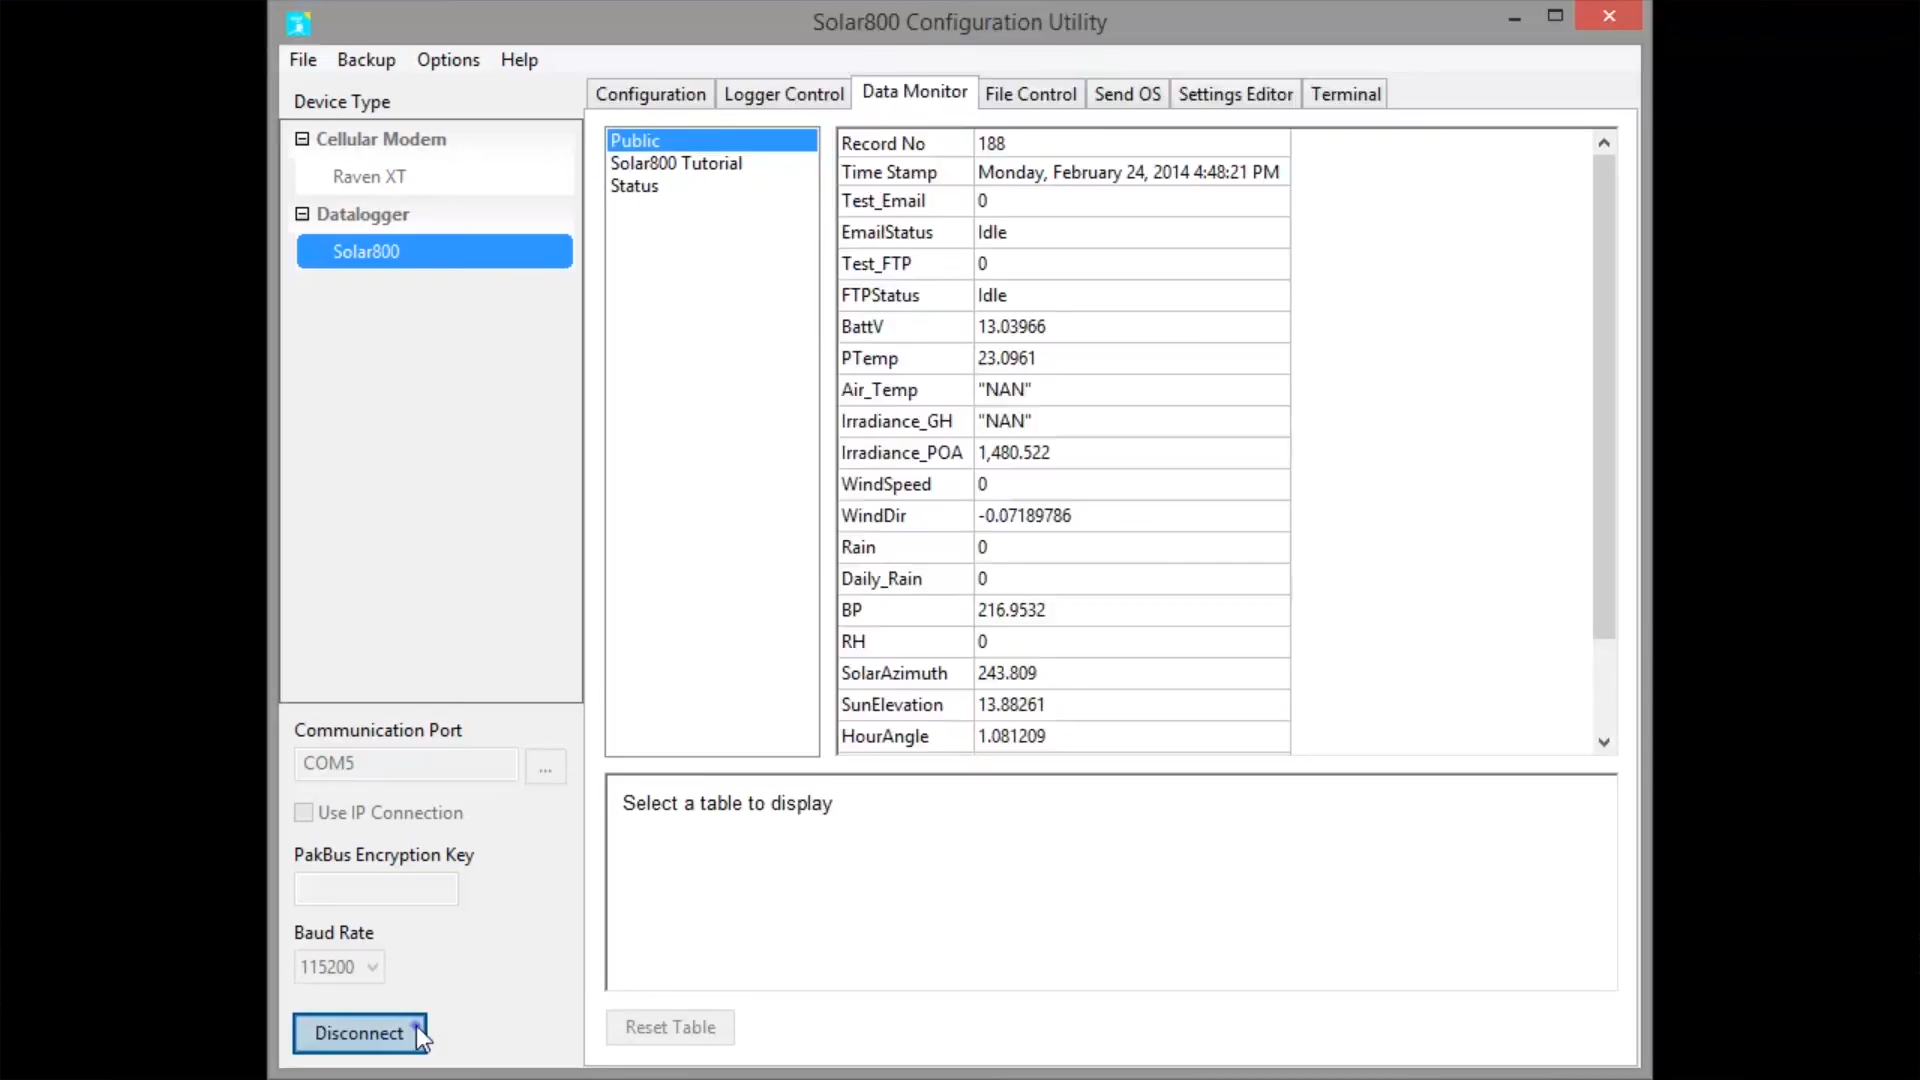 Solar800 Configuration Utility
File Backup Options Help
Device Type
Cellular Modem
Raven XT
Datalogger
Solar800
Communication Port
COM5
...
Use IP Connection
PakBus Encryption Key
Baud Rate
115200
Disconnect
Configuration Logger Control Data Monitor File Control Send OS Settings Editor Terminal
Public
Solar800 Tutorial
Status
Record No 188
Time Stamp Monday, February 24, 2014 4:48:21 PM
Test_Email 0
EmailStatus Idle
Test_FTP 0
FTPStatus Idle
BattV 13.03966
PTemp 23.0961
Air_Temp "NAN"
Irradiance_GH "NAN"
Irradiance_POA 1,480.522
WindSpeed 0
WindDir -0.07189786
Rain 0
Daily_Rain 0
BP 216.9532
RH 0
SolarAzimuth 243.809
SunElevation 13.88261
HourAngle 1.081209
Select a table to display
Reset Table